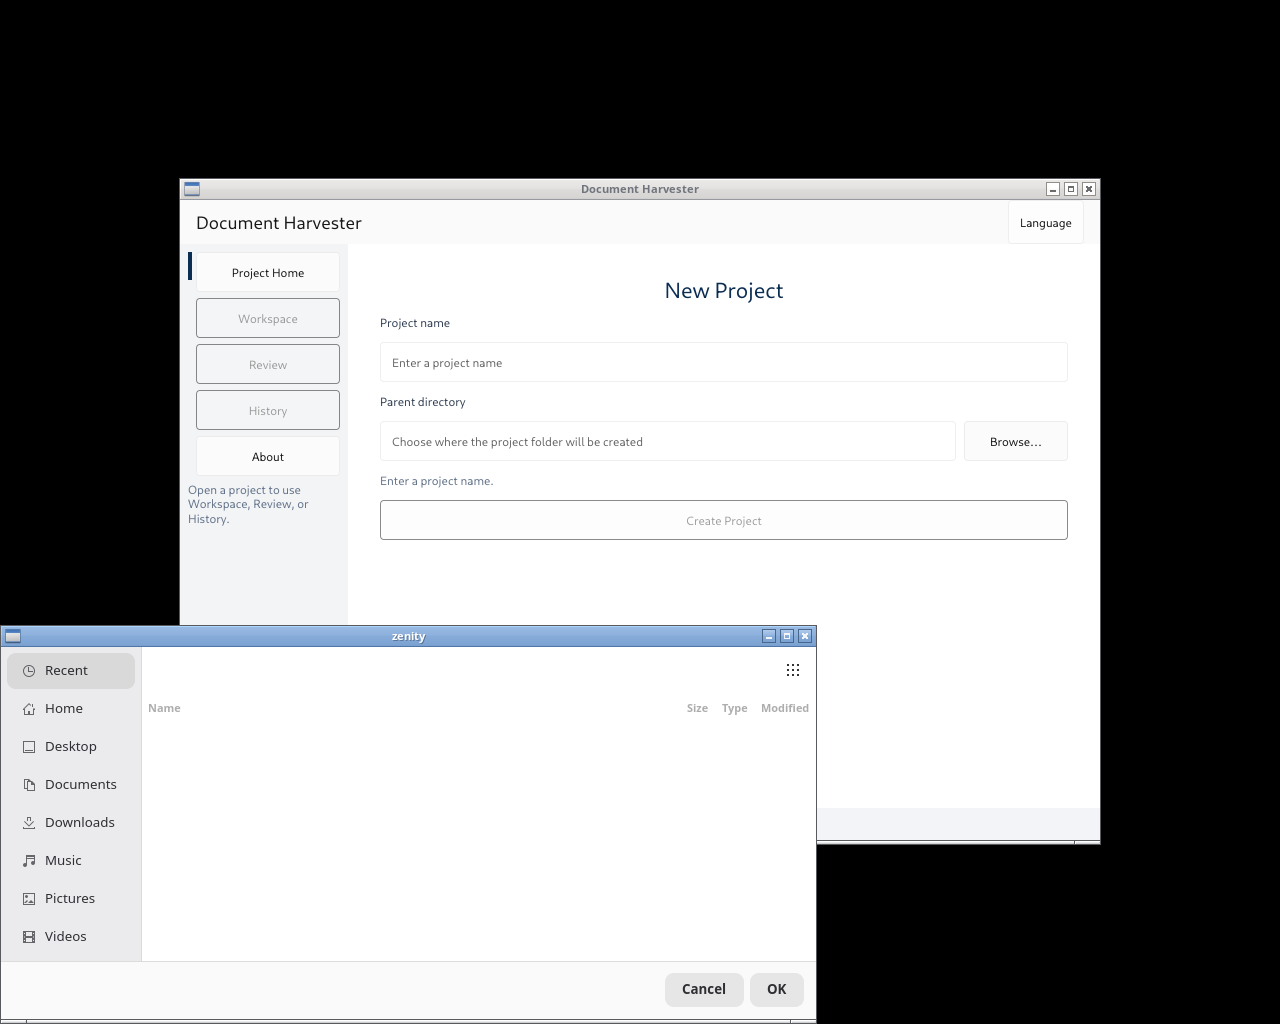 Document Harvester
Document Harvester
Language
Project Home
Workspace
Review
History
About
Open a project to use
Workspace, Review, or
History.
New Project
Project name
Enter a project name
Parent directory
Choose where the project folder will be created
Browse...
Enter a project name.
Create Project
zenity
Recent
Home
Desktop
Documents
Downloads
Music
Pictures
Videos
Name Size Type Modified
Cancel OK